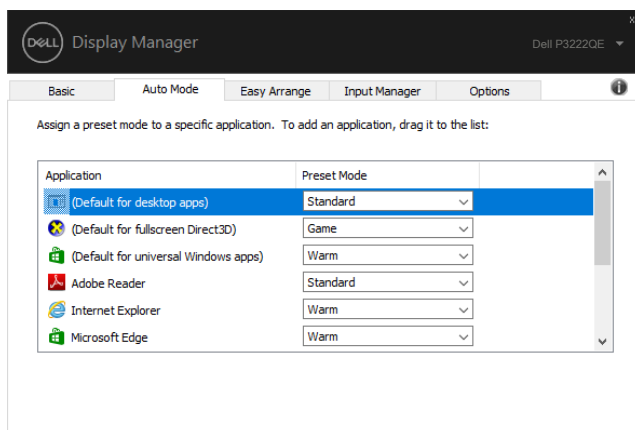 DELL Display Manager
Dell P3222QE
Basic Auto Mode Easy Arrange Input Manager Options
Assign a preset mode to a specific application. To add an application, drag it to the list:
Application Preset Mode
(Default for desktop apps) Standard
(Default for fullscreen Direct3D) Game
(Default for universal Windows apps) Warm
Adobe Reader Standard
Internet Explorer Warm
Microsoft Edge Warm